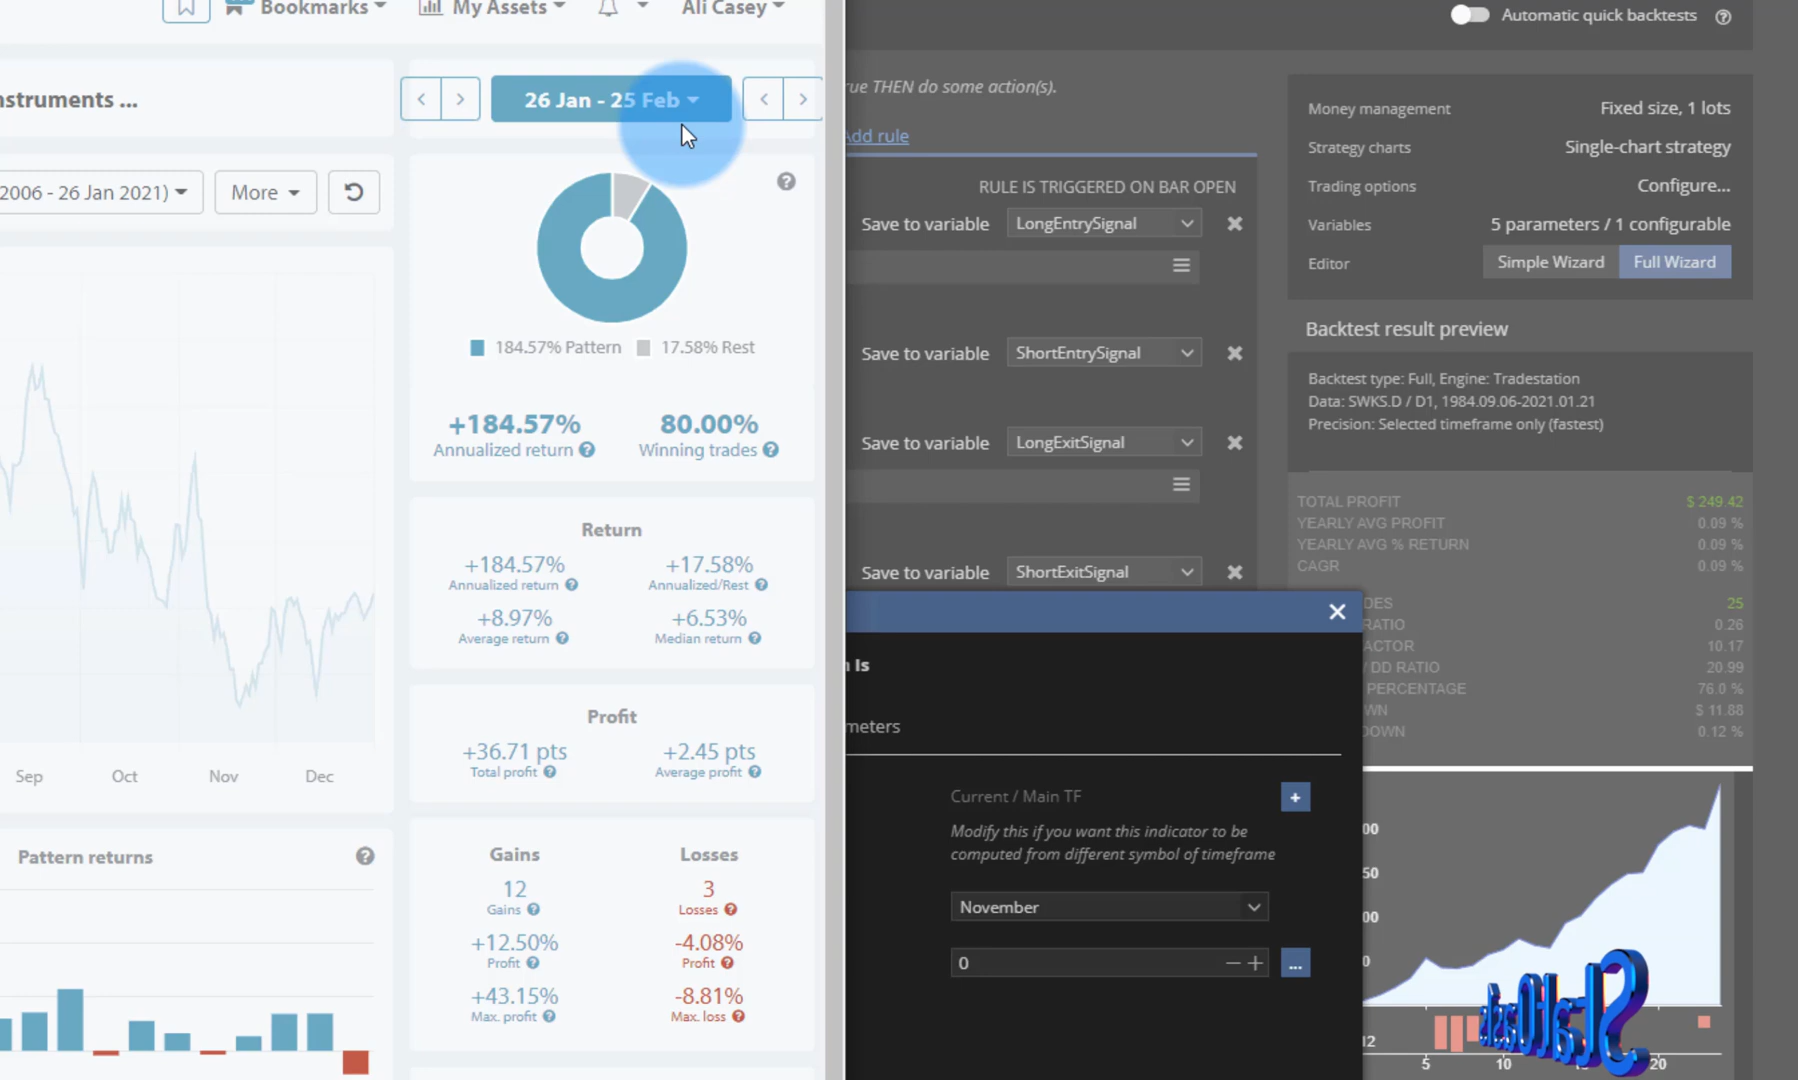 Bookmarks
My Assets
Ali Casey
nstruments ...
26 Jan - 25 Feb
2006 - 26 Jan 2021)
More
184.57% Pattern
17.58% Rest
+184.57%
80.00%
Annualized return
Winning trades
Return
+184.57%
+17.58%
Annualized return
Annualized/Rest
+8.97%
+6.53%
Average return
Median return
Profit
+36.71 pts
+2.45 pts
Total profit
Average profit
Sep
Oct
Nov
Dec
Pattern returns
Gains
Losses
12
3
Gains
Losses
+12.50%
-4.08%
Profit
Profit
+43.15%
-8.81%
Max. profit
Max. loss
Automatic quick backtests
rue THEN do some action(s).
Add rule
RULE IS TRIGGERED ON BAR OPEN
Save to variable
LongEntrySignal
Save to variable
ShortEntrySignal
Save to variable
LongExitSignal
Save to variable
ShortExitSignal
Money management
Fixed size, 1 lots
Strategy charts
Single-chart strategy
Trading options
Configure...
Variables
5 parameters / 1 configurable
Editor
Simple Wizard
Full Wizard
Backtest result preview
Backtest type: Full, Engine: Tradestation
Data: SWKS.D / D1, 1984.09.06-2021.01.21
Precision: Selected timeframe only (fastest)
TOTAL PROFIT
$ 249.42
YEARLY AVG PROFIT
0.09 %
YEARLY AVG % RETURN
0.09 %
CAGR
0.09 %
DES
25
RATIO
0.26
ACTOR
10.17
/ DD RATIO
20.99
PERCENTAGE
76.0 %
WN
$ 11.88
DOWN
0.12 %
Is
meters
Current / Main TF
+
Modify this if you want this indicator to be
computed from different symbol of timeframe
November
0
...
00
50
00
0
12
5
10
20